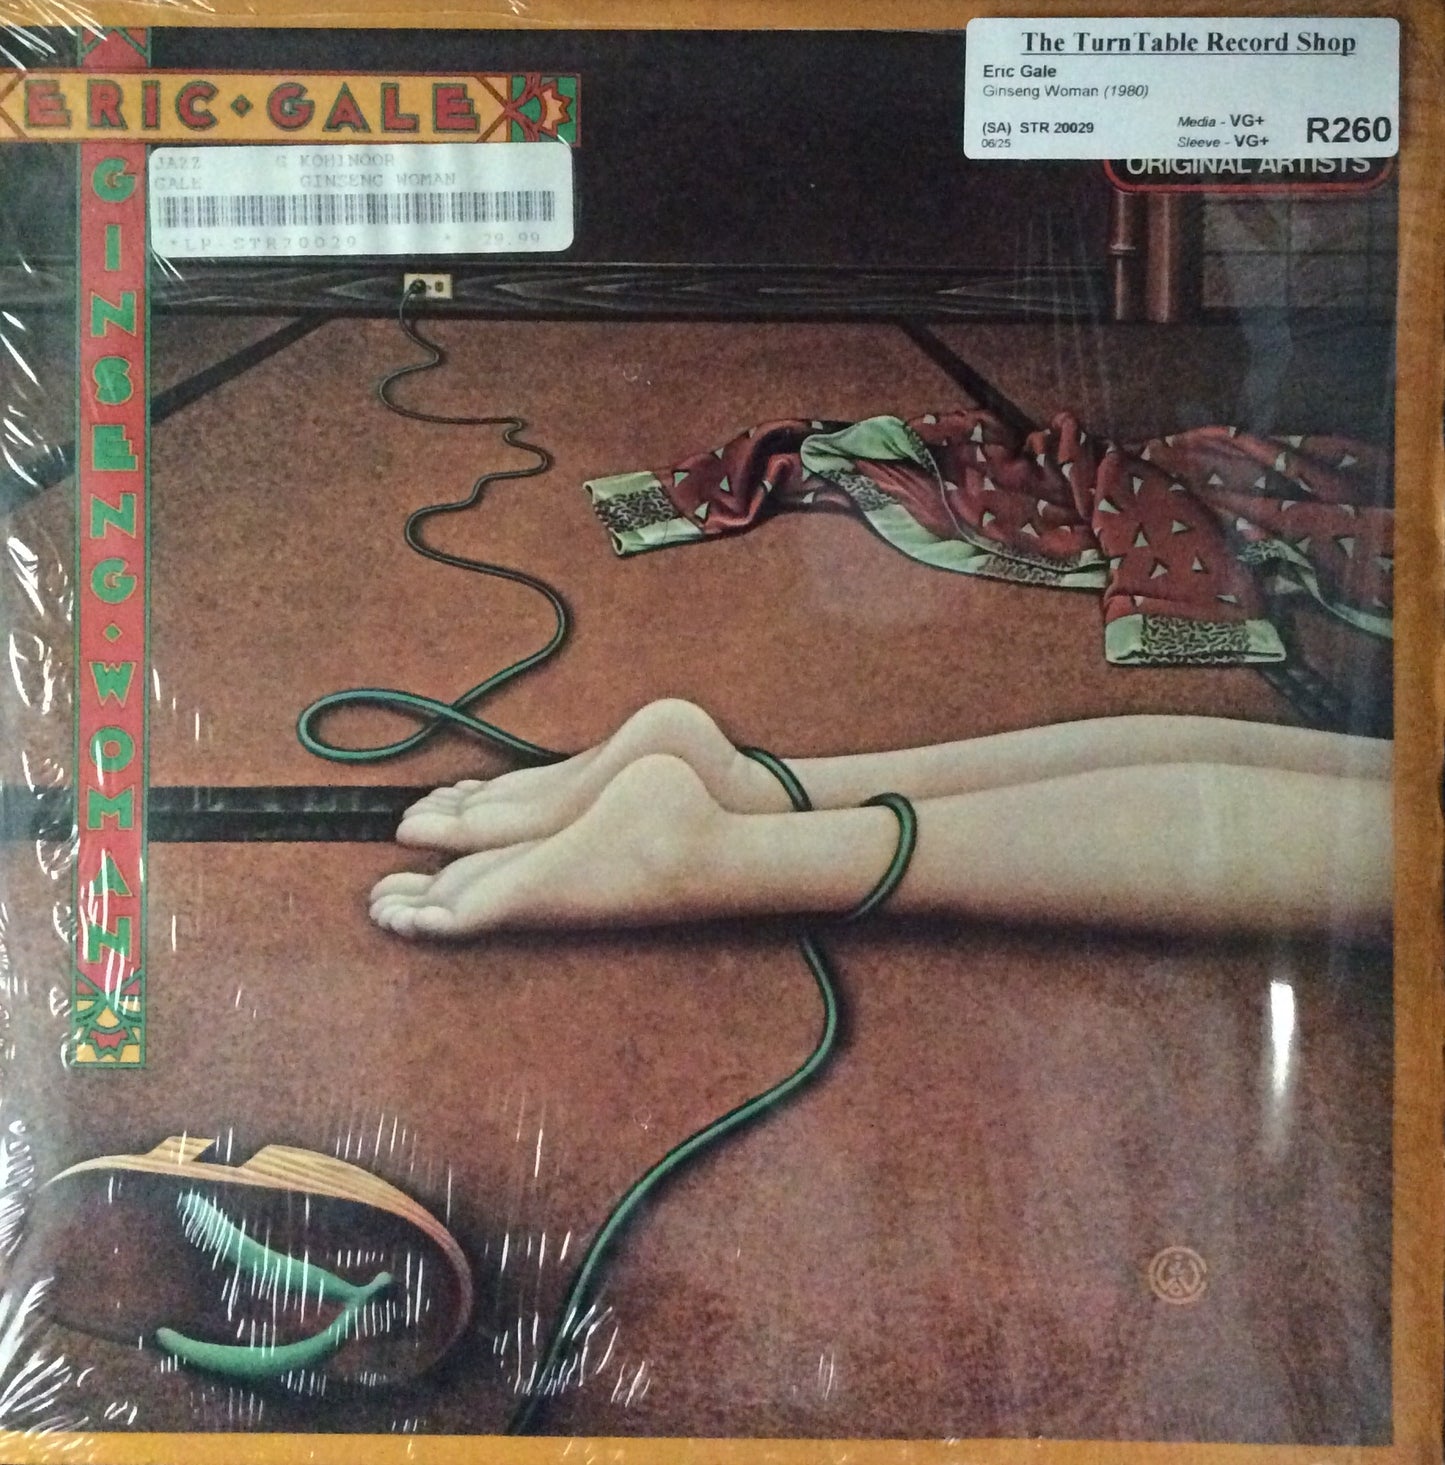 The TurnTable Record Shop
Eric Gale
Ginseng Woman (1980)
(SA) STR 20029
06/25
Media - VG+
Sleeve - VG+
R260
ORIGINAL ARTISTS
ERIC • GALE
GINSENG • WOMAN
JAZZ G KOHINOOR
GALE GINSENG WOMAN
*LP STR20029 * 29.99